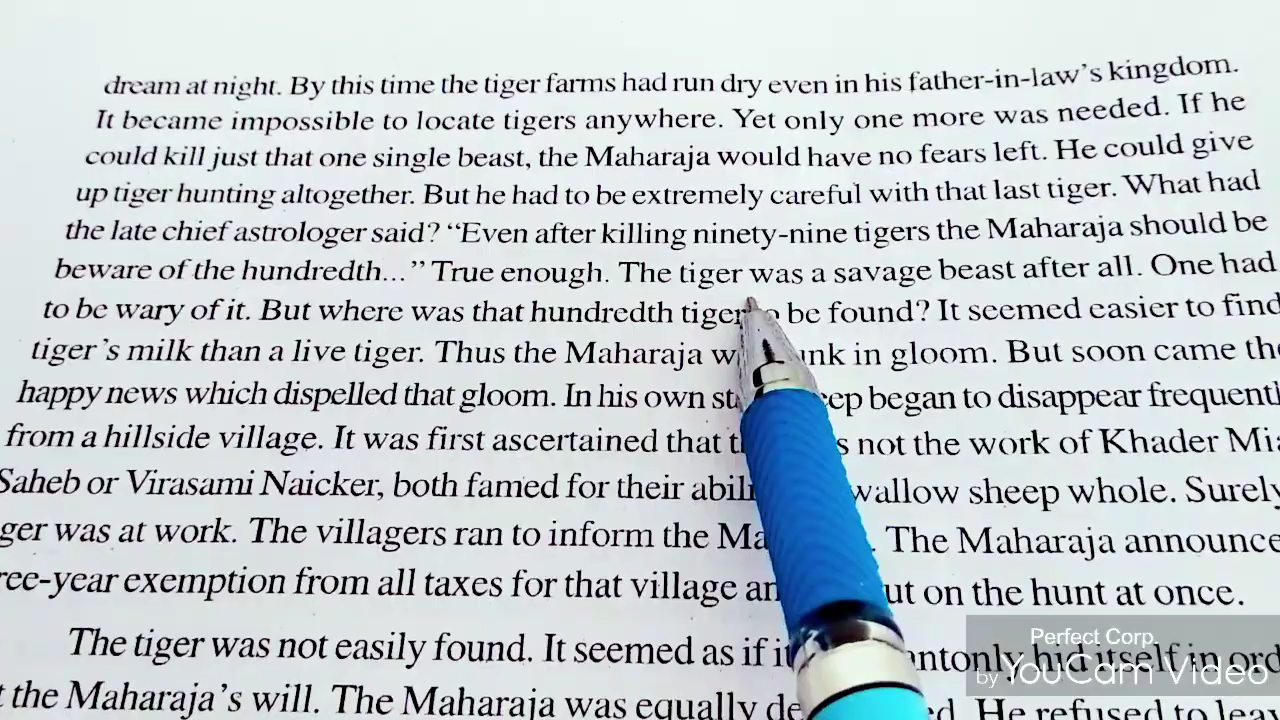 dream at night. By this time the tiger farms had run dry even in his father-in-law's kingdom.
It became impossible to locate tigers anywhere. Yet only one more was needed. If he
could kill just that one single beast, the Maharaja would have no fears left. He could give
up tiger hunting altogether. But he had to be extremely careful with that last tiger. What had
the late chief astrologer said? “Even after killing ninety-nine tigers the Maharaja should be
beware of the hundredth...” True enough. The tiger was a savage beast after all. One had
to be wary of it. But where was that hundredth tiger be found? It seemed easier to find
tiger's milk than a live tiger. Thus the Maharaja in gloom. But soon came the
happy news which dispelled that gloom. In his own began to disappear frequentl
from a hillside village. It was first ascertained that not the work of Khader Mia
Saheb or Virasami Naicker, both famed for their wallow sheep whole. Surely
ger was at work. The villagers ran to inform the Ma . The Maharaja announce
ree-year exemption from all taxes for that village ut on the hunt at once.
The tiger was not easily found. It seemed as if it antonly hid itself in ord
t the Maharaja's will. The Maharaja was equally de d. He refused to leav
Perfect Corp.
by YouCam Video